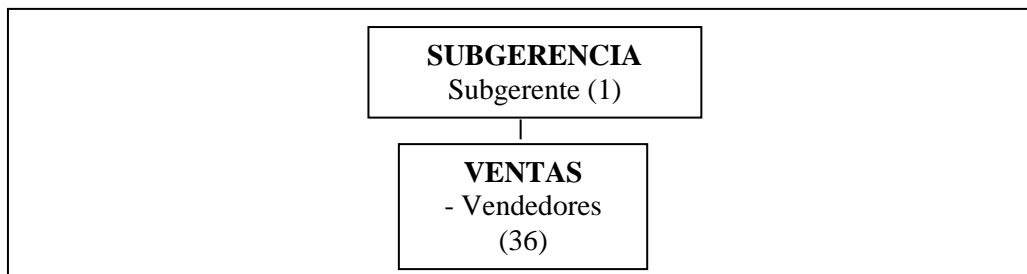 SUBGERENCIA
Subgerente (1)
VENTAS
- Vendedores
(36)